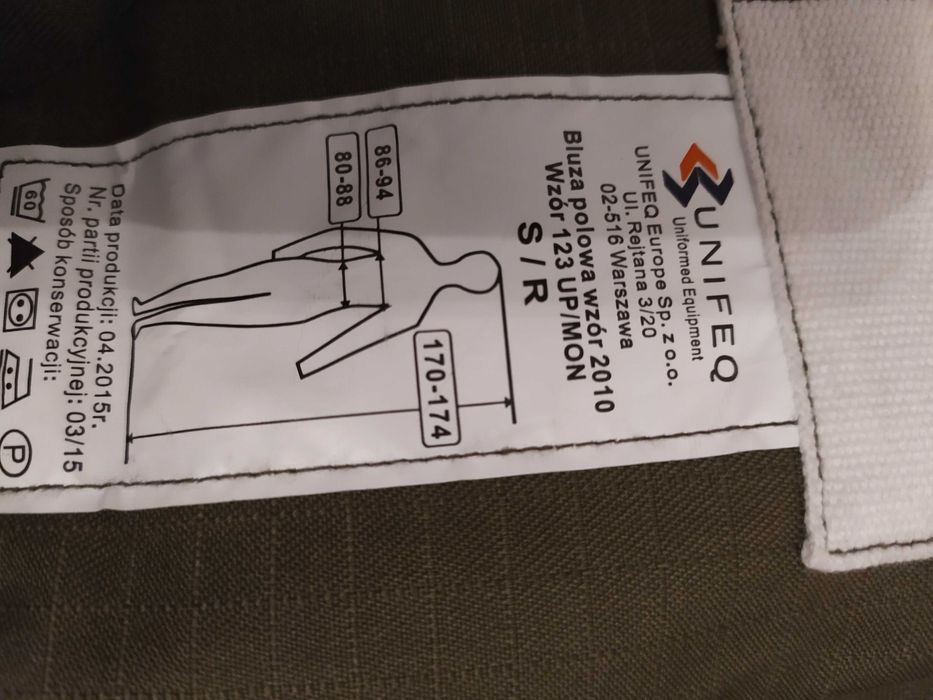 UNIFEQ
Uniformed Equipment
UNIFEQ Europe Sp. z o.o.
Ul. Rejtana 3/20
02-516 Warszawa
Bluza polowa wzór 2010
Wzór 123 UP/MON
S / R
86-94
80-88
170-174
Data produkcji: 04.2015r.
Nr. partii produkcyjnej: 03/15
Sposób konserwacji:
60
P